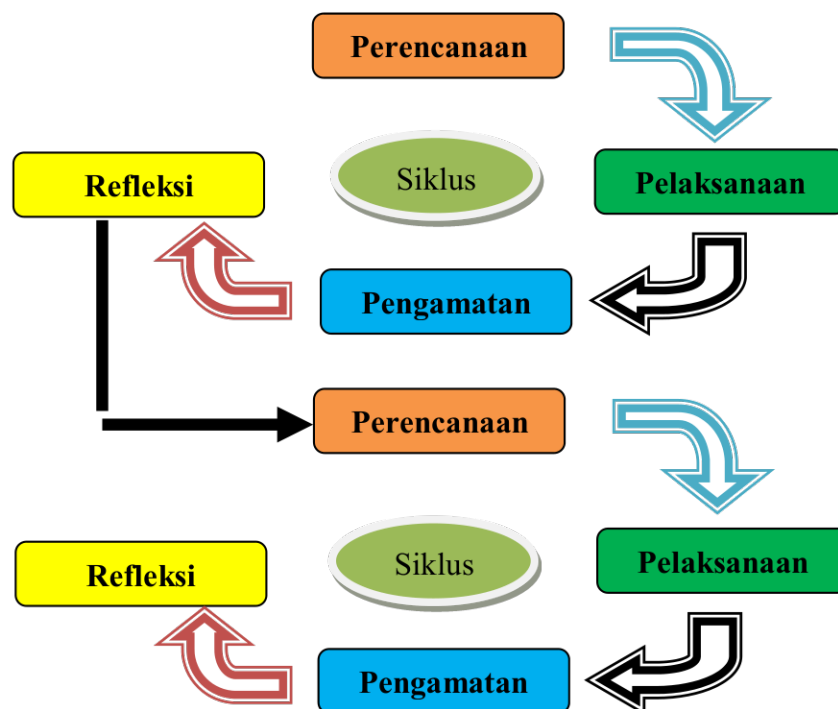 Perencanaan
Refleksi
Siklus
Pelaksanaan
Pengamatan
Perencanaan
Refleksi
Siklus
Pelaksanaan
Pengamatan